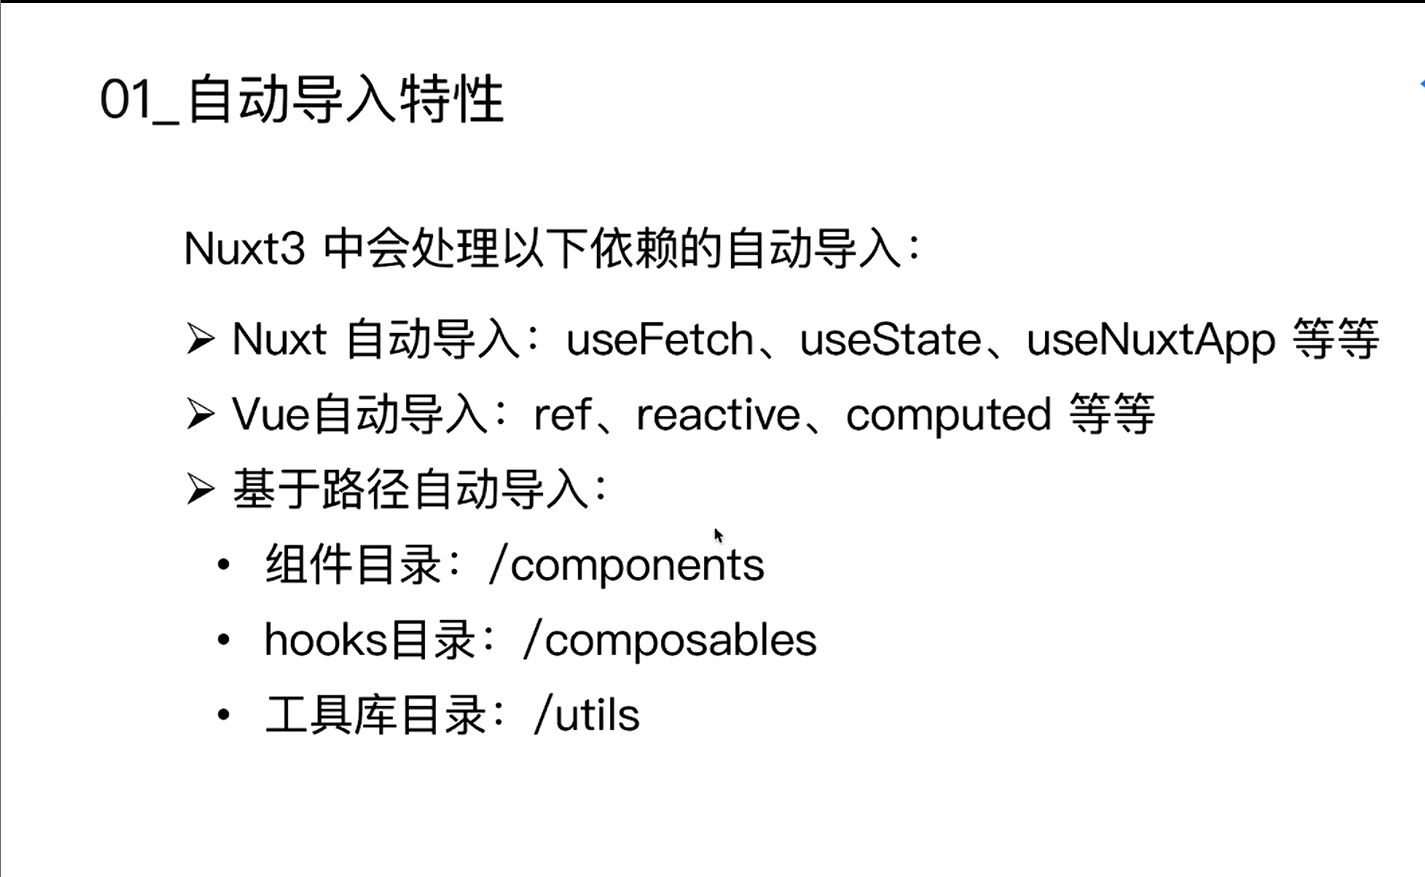 01_自动导入特性
Nuxt3 中会处理以下依赖的自动导入：
➢ Nuxt 自动导入：useFetch、useState、useNuxtApp 等等
➢ Vue自动导入：ref、reactive、computed 等等
➢ 基于路径自动导入：
• 组件目录：/components
• hooks目录：/composables
• 工具库目录：/utils